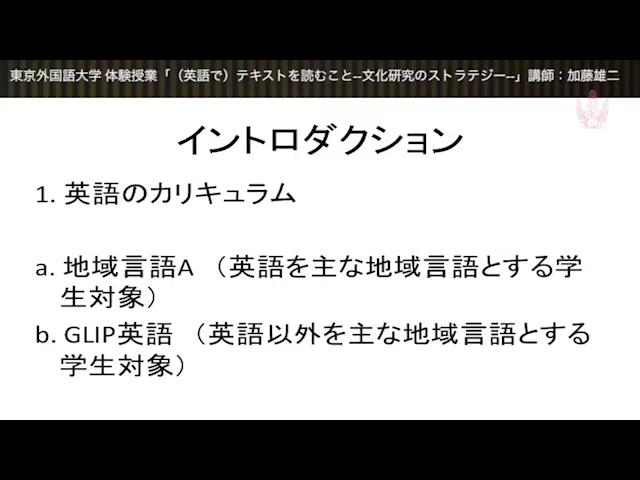 東京外国語大学 体験授業「（英語で）テキストを読むこと--文化研究のストラテジー--」講師：加藤雄二
イントロダクション
1. 英語のカリキュラム
a. 地域言語A （英語を主な地域言語とする学
生対象）
b. GLIP英語 （英語以外を主な地域言語とする
学生対象）